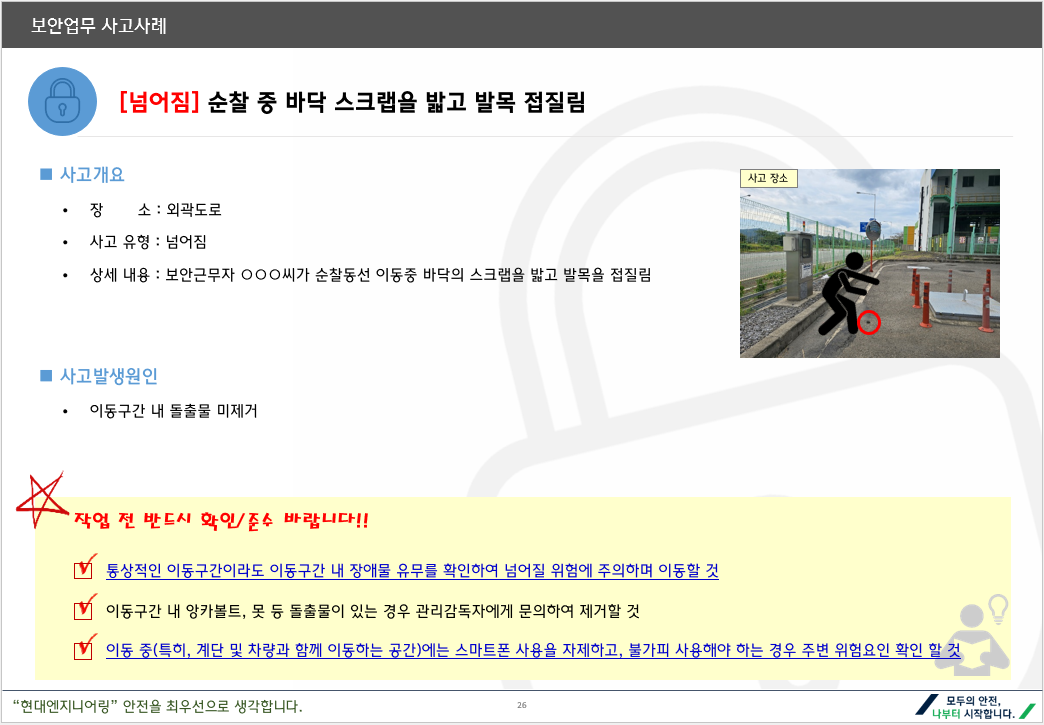 보안업무 사고사례
[넘어짐] 순찰 중 바닥 스크랩을 밟고 발목 접질림
■ 사고개요
• 장 소 : 외곽도로
• 사고 유형 : 넘어짐
• 상세 내용 : 보안근무자 ○○○씨가 순찰동선 이동중 바닥의 스크랩을 밟고 발목을 접질림
사고 장소
■ 사고발생원인
• 이동구간 내 돌출물 미제거
작업 전 반드시 확인/준수 바랍니다!!
통상적인 이동구간이라도 이동구간 내 장애물 유무를 확인하여 넘어질 위험에 주의하며 이동할 것
이동구간 내 앙카볼트, 못 등 돌출물이 있는 경우 관리감독자에게 문의하여 제거할 것
이동 중(특히, 계단 및 차량과 함께 이동하는 공간)에는 스마트폰 사용을 자제하고, 불가피 사용해야 하는 경우 주변 위험요인 확인 할 것
“현대엔지니어링” 안전을 최우선으로 생각합니다.
26
모두의 안전,
나부터 시작합니다.